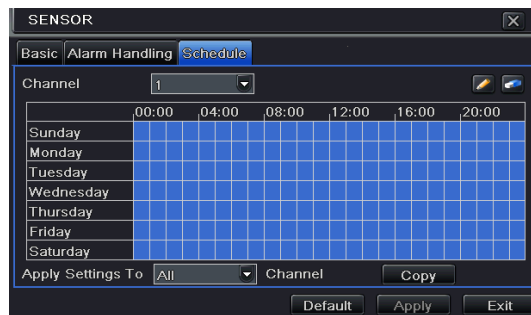 SENSOR
Basic Alarm Handling Schedule
Channel 1
00:00 04:00 08:00 12:00 16:00 20:00
Sunday
Monday
Tuesday
Wednesday
Thursday
Friday
Saturday
Apply Settings To All Channel Copy
Default Apply Exit